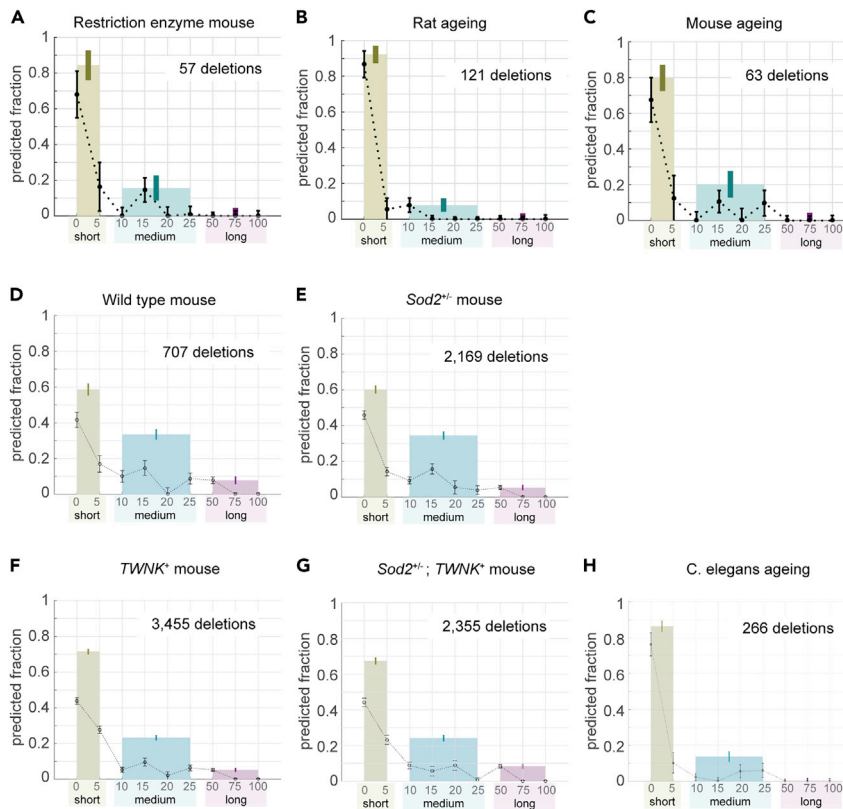 A Restriction enzyme mouse
predicted fraction
1
0.8
0.6
0.4
0.2
0
57 deletions
0 5 10 15 20 25 50 75 100
short medium long
B Rat ageing
predicted fraction
1
0.8
0.6
0.4
0.2
0
121 deletions
0 5 10 15 20 25 50 75 100
short medium long
C Mouse ageing
predicted fraction
1
0.8
0.6
0.4
0.2
0
63 deletions
0 5 10 15 20 25 50 75 100
short medium long
D Wild type mouse
predicted fraction
1
0.8
0.6
0.4
0.2
0
707 deletions
0 5 10 15 20 25 50 75 100
short medium long
E Sod2+/- mouse
predicted fraction
1
0.8
0.6
0.4
0.2
0
2,169 deletions
0 5 10 15 20 25 50 75 100
short medium long
F TWNK+ mouse
predicted fraction
1
0.8
0.6
0.4
0.2
0
3,455 deletions
0 5 10 15 20 25 50 75 100
short medium long
G Sod2+/- ; TWNK+ mouse
predicted fraction
1
0.8
0.6
0.4
0.2
0
2,355 deletions
0 5 10 15 20 25 50 75 100
short medium long
H C. elegans ageing
predicted fraction
1
0.8
0.6
0.4
0.2
0
266 deletions
0 5 10 15 20 25 50 75 100
short medium long